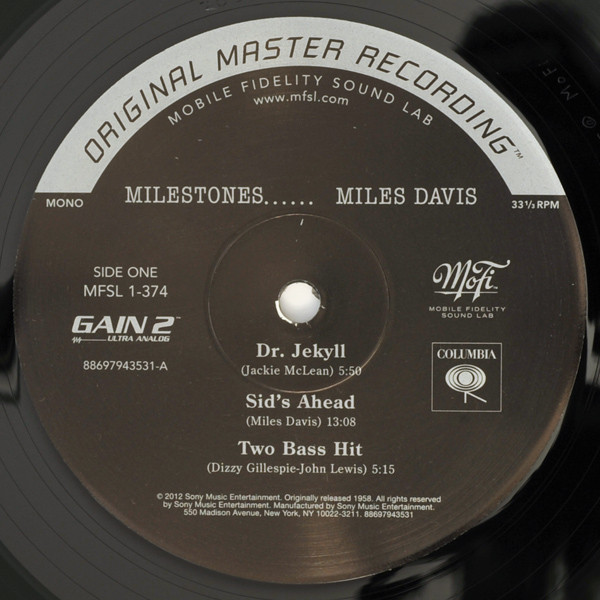 ORIGINAL MASTER RECORDING™
MOBILE FIDELITY SOUND LAB
www.mfsl.com
MILESTONES...... MILES DAVIS
MONO
33 ⅓ RPM
SIDE ONE
MFSL 1-374
GAIN 2™
ULTRA ANALOG
88697943531-A
MoFi
MOBILE FIDELITY
SOUND LAB
COLUMBIA
Dr. Jekyll
(Jackie McLean) 5:50
Sid's Ahead
(Miles Davis) 13:08
Two Bass Hit
(Dizzy Gillespie-John Lewis) 5:15
© 2012 Sony Music Entertainment. Originally released 1958. All rights reserved
by Sony Music Entertainment. Manufactured by Sony Music Entertainment.
550 Madison Avenue, New York, NY 10022-3211. 88697943531